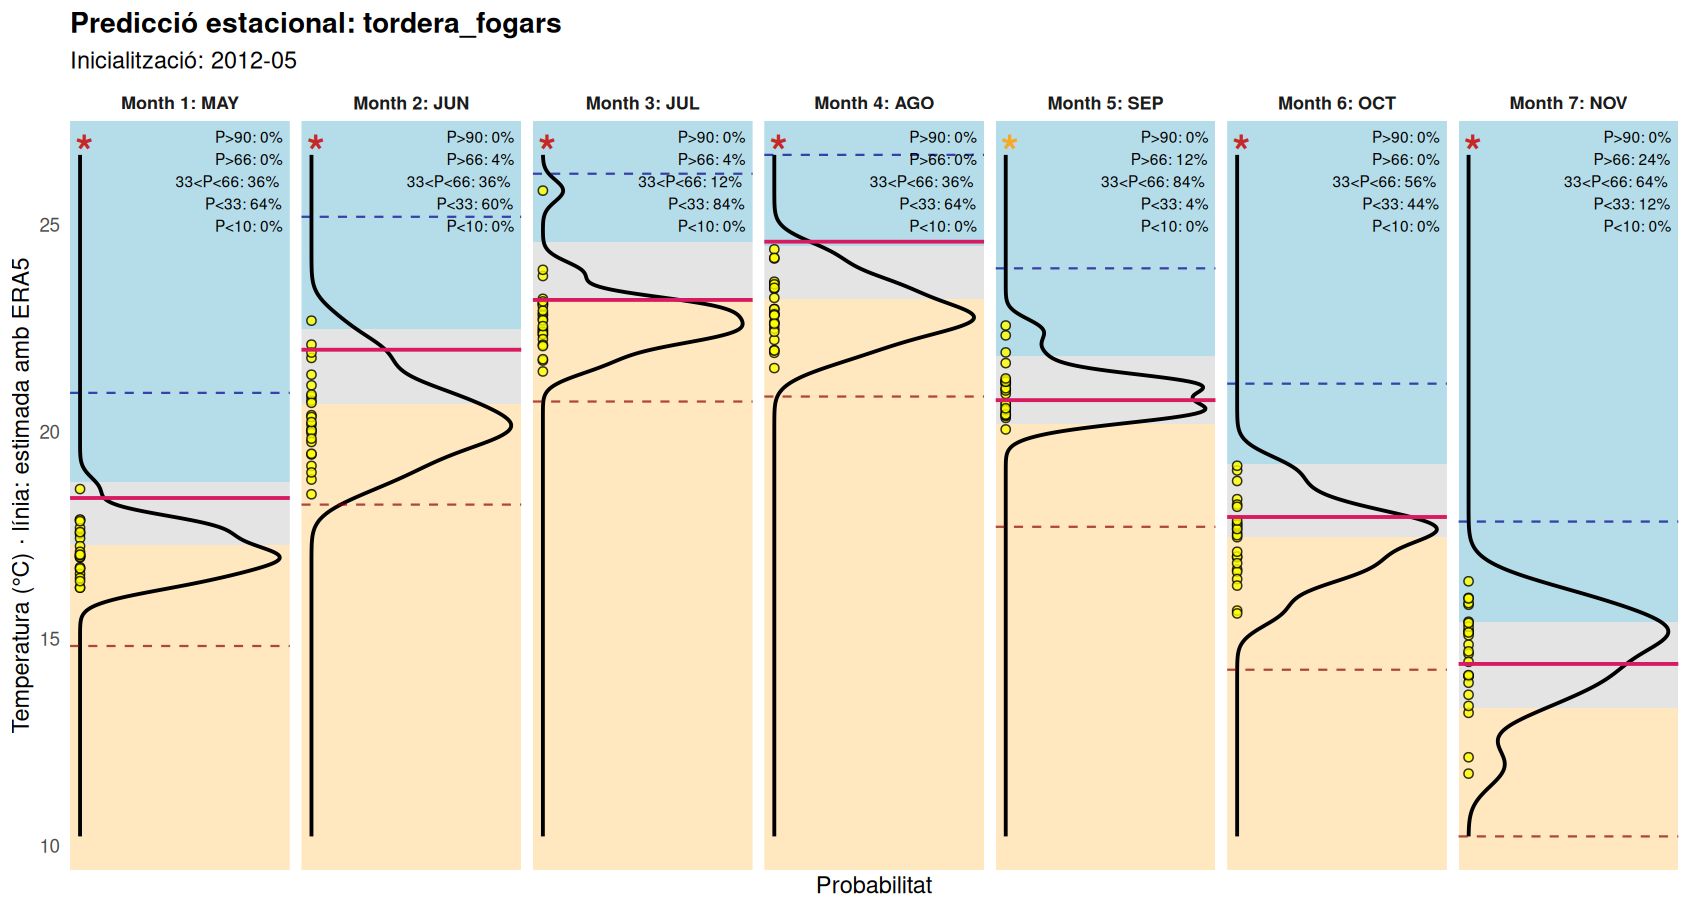 Predicció estacional: tordera_fogars
Inicialització: 2012-05
Month 1: MAY
Month 2: JUN
Month 3: JUL
Month 4: AGO
Month 5: SEP
Month 6: OCT
Month 7: NOV
P>90: 0%
P>66: 0%
33<P<66: 36%
P<33: 64%
P<10: 0%
P>90: 0%
P>66: 4%
33<P<66: 36%
P<33: 60%
P<10: 0%
P>90: 0%
P>66: 4%
33<P<66: 12%
P<33: 84%
P<10: 0%
P>90: 0%
P>66: 0%
33<P<66: 36%
P<33: 64%
P<10: 0%
P>90: 0%
P>66: 12%
33<P<66: 84%
P<33: 4%
P<10: 0%
P>90: 0%
P>66: 0%
33<P<66: 56%
P<33: 44%
P<10: 0%
P>90: 0%
P>66: 24%
33<P<66: 64%
P<33: 12%
P<10: 0%
25
20
15
10
Temperatura (°C) · línia: estimada amb ERA5
Probabilitat